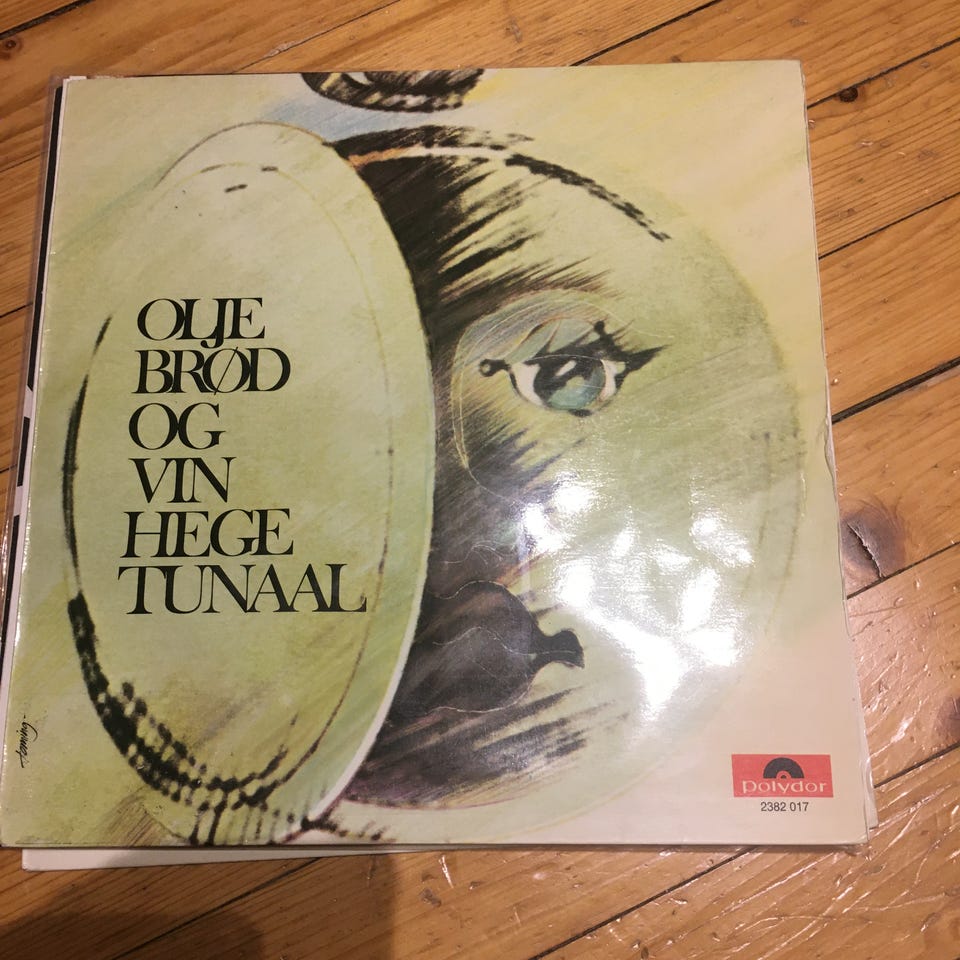 OLJE
BRØD
OG
VIN
HEGE
TUNAAL
polydor
2382 017